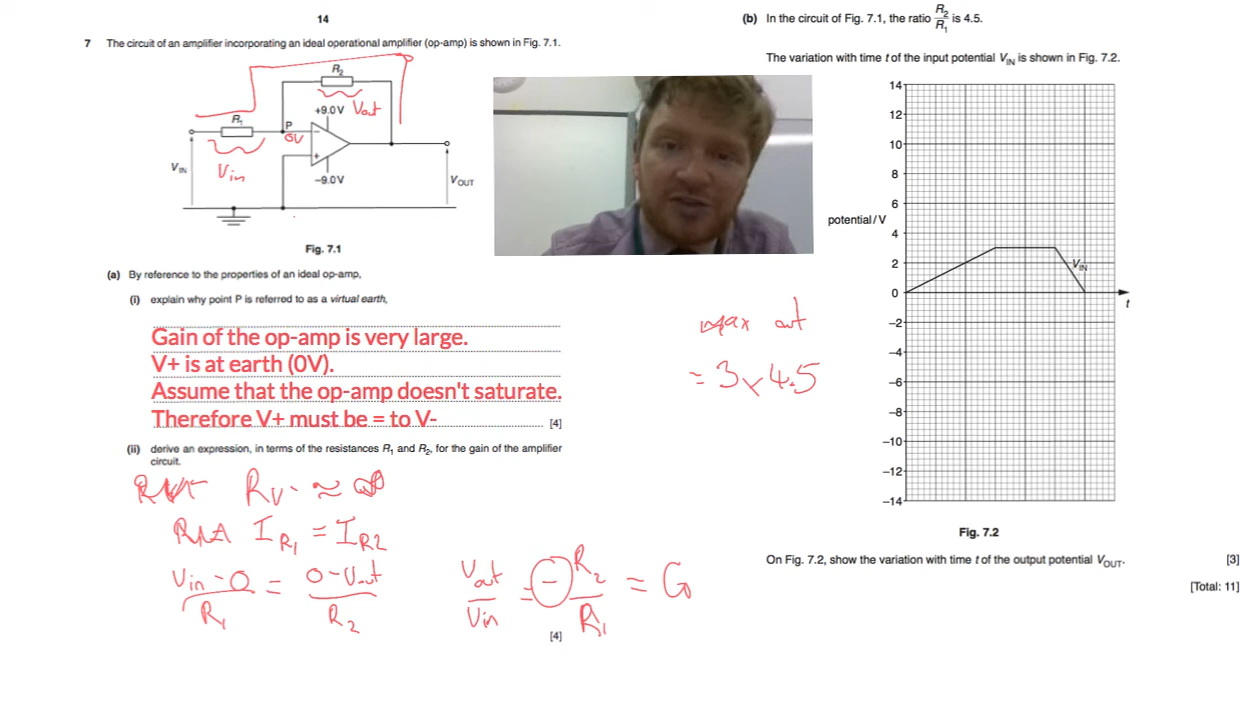 14
7 The circuit of an amplifier incorporating an ideal operational amplifier (op-amp) is shown in Fig. 7.1.
R2
+9.0V Vout
R1
P
0V
−
+
VIN
Vin
−9.0V
VOUT
Fig. 7.1
(a) By reference to the properties of an ideal op-amp,
(i) explain why point P is referred to as a virtual earth,
Gain of the op-amp is very large.
V+ is at earth (0V).
Assume that the op-amp doesn't saturate.
Therefore V+ must be = to V-
[4]
(ii) derive an expression, in terms of the resistances R1 and R2, for the gain of the amplifier
circuit.
RV- ≈ ∞
IR1 = IR2
Vin - 0 / R1 = 0 - Vout / R2
Vout / Vin = - R2 / R1 = G
[4]
(b) In the circuit of Fig. 7.1, the ratio R2/R1 is 4.5.
The variation with time t of the input potential VIN is shown in Fig. 7.2.
14
12
10
8
6
potential/V
4
2
VIN
0
t
−2
−4
−6
−8
−10
−12
−14
Max out
= 3 x 4.5
Fig. 7.2
On Fig. 7.2, show the variation with time t of the output potential VOUT.
[3]
[Total: 11]